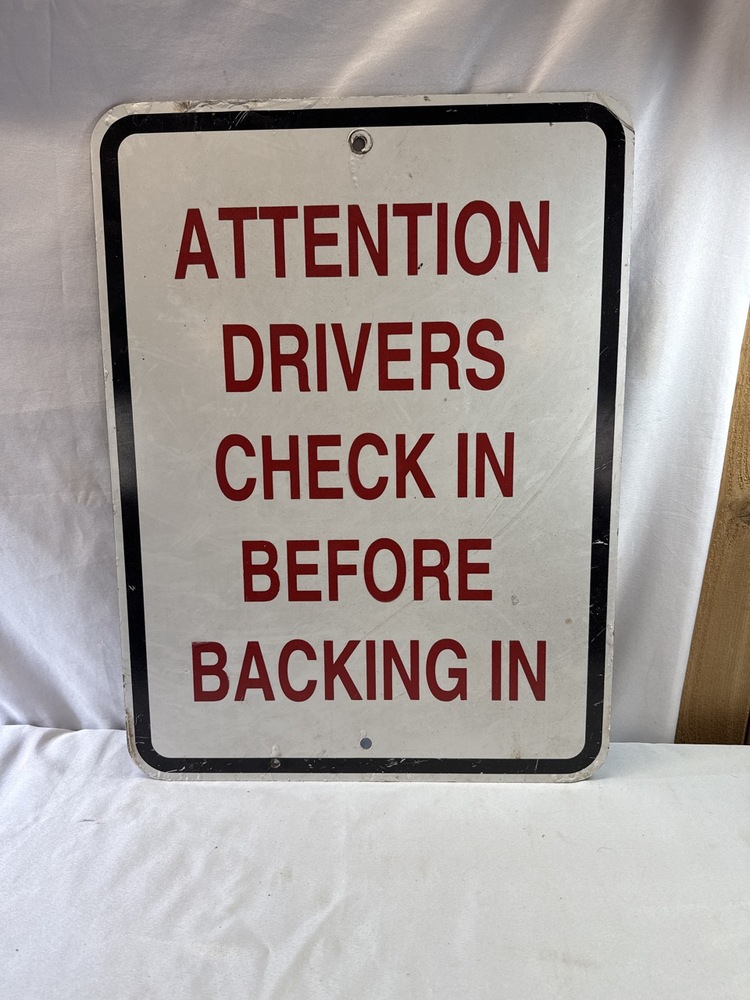 ATTENTION
DRIVERS
CHECK IN
BEFORE
BACKING IN